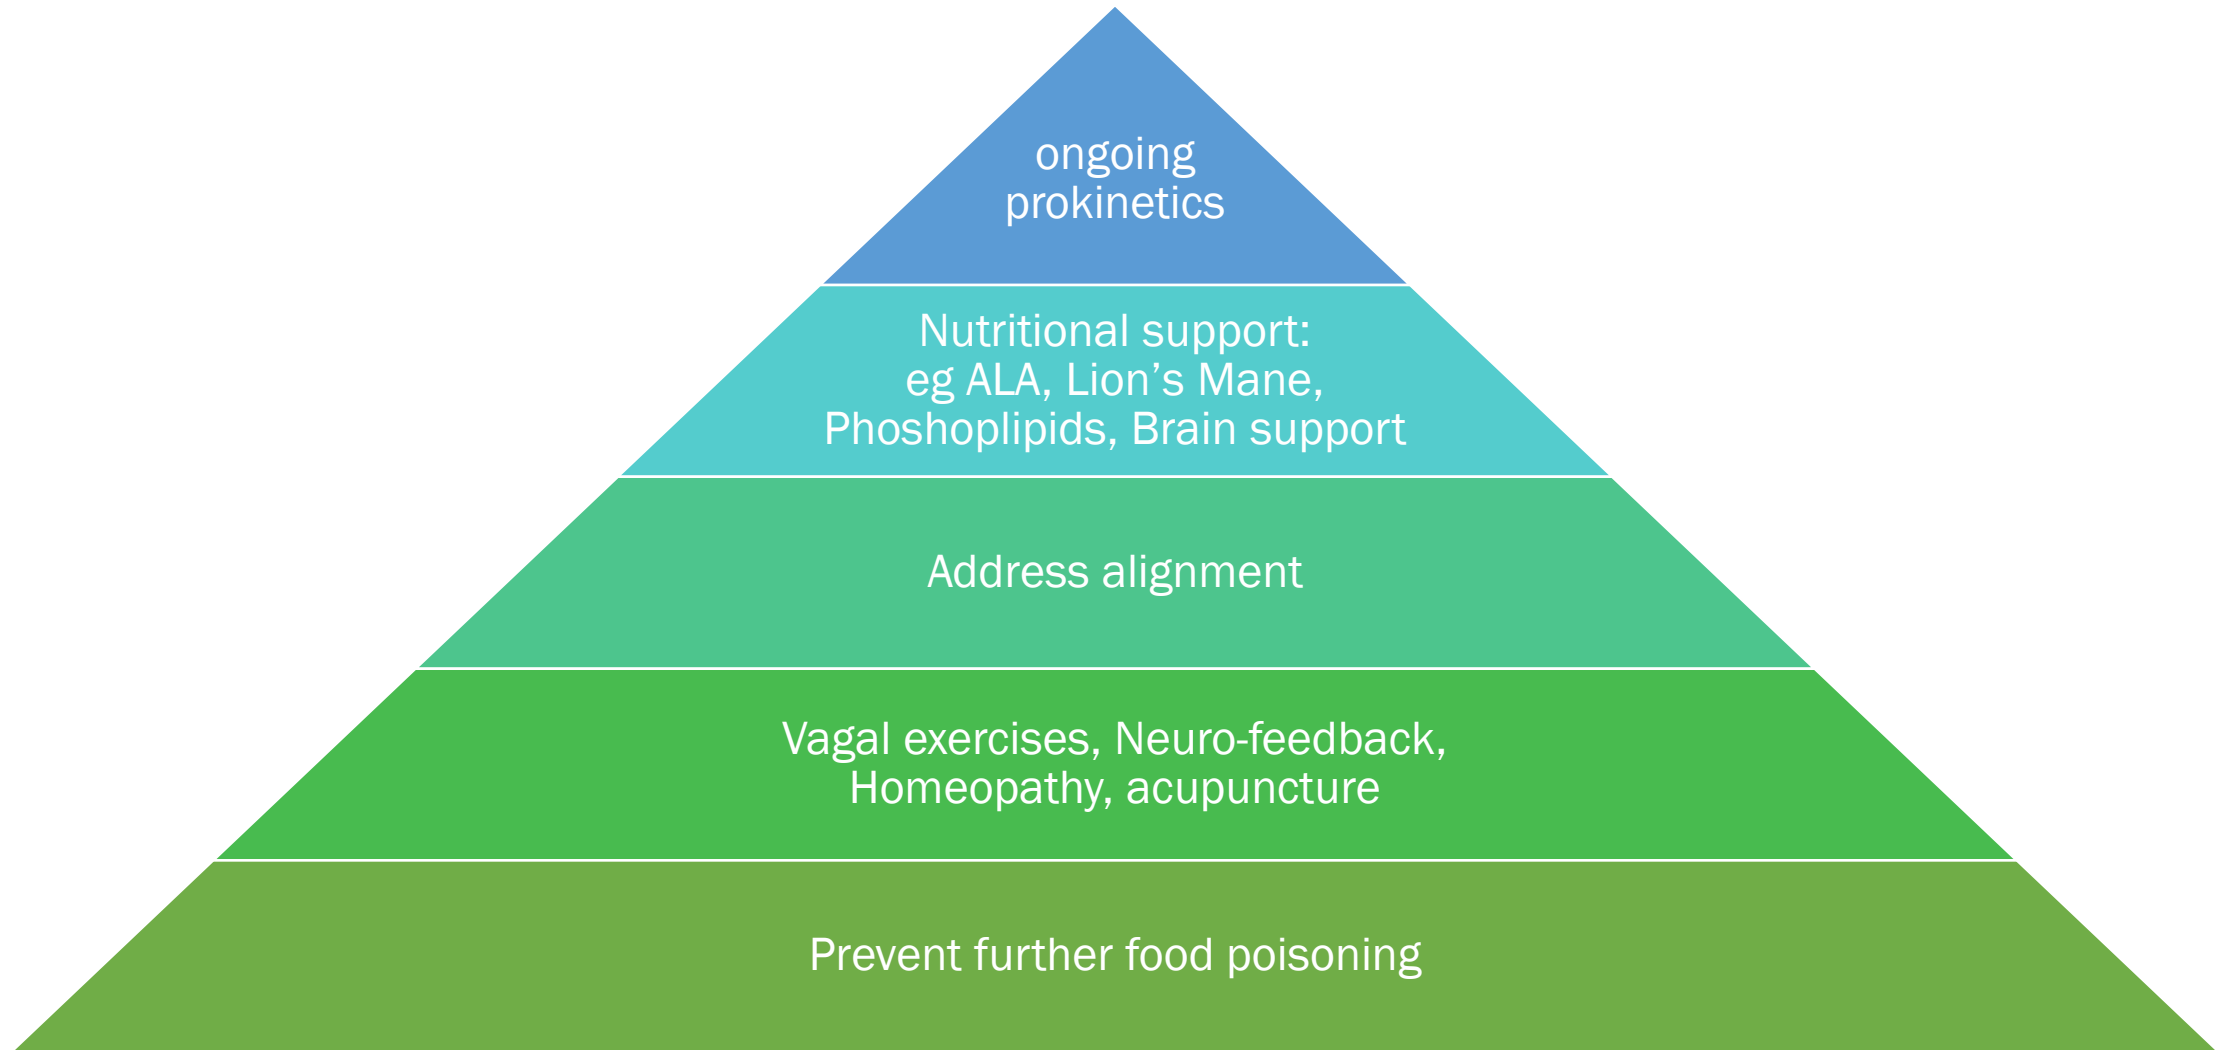 ongoing
prokinetics
Nutritional support:
eg ALA, Lion’s Mane,
Phoshoplipids, Brain support
Address alignment
Vagal exercises, Neuro-feedback,
Homeopathy, acupuncture
Prevent further food poisoning